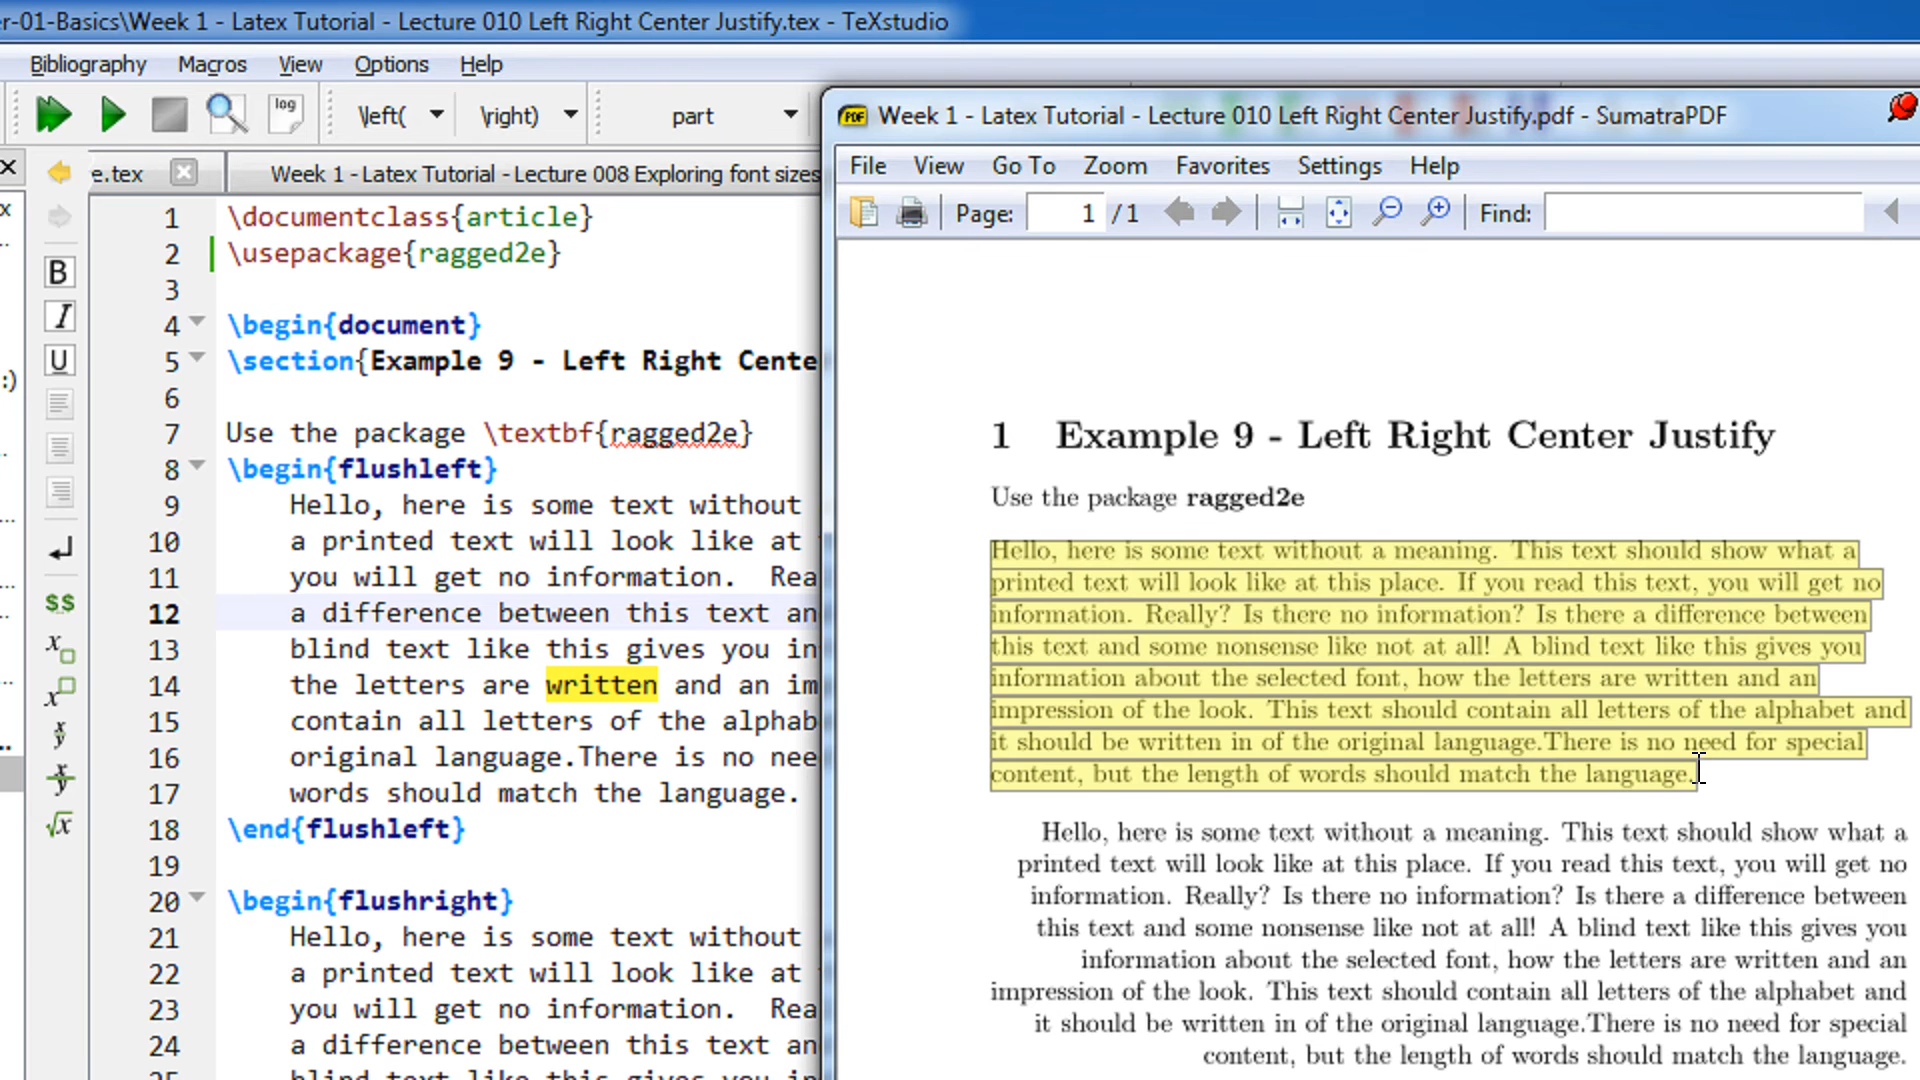 r-01-Basics\Week 1 - Latex Tutorial - Lecture 010 Left Right Center Justify.tex - TeXstudio
Bibliography Macros View Options Help
log \left( \right) part
e.tex Week 1 - Latex Tutorial - Lecture 008 Exploring font sizes
1 \documentclass{article}
2 \usepackage{ragged2e}
3
4 \begin{document}
5 \section{Example 9 - Left Right Cente
6
7 Use the package \textbf{ragged2e}
8 \begin{flushleft}
9 Hello, here is some text without
10 a printed text will look like at
11 you will get no information. Rea
12 a difference between this text an
13 blind text like this gives you in
14 the letters are written and an im
15 contain all letters of the alphab
16 original language.There is no nee
17 words should match the language.
18 \end{flushleft}
19
20 \begin{flushright}
21 Hello, here is some text without
22 a printed text will look like at
23 you will get no information. Rea
24 a difference between this text an
B
I
U
$$
Week 1 - Latex Tutorial - Lecture 010 Left Right Center Justify.pdf - SumatraPDF
File View Go To Zoom Favorites Settings Help
Page: 1 / 1 Find:
1 Example 9 - Left Right Center Justify
Use the package ragged2e
Hello, here is some text without a meaning. This text should show what a
printed text will look like at this place. If you read this text, you will get no
information. Really? Is there no information? Is there a difference between
this text and some nonsense like not at all! A blind text like this gives you
information about the selected font, how the letters are written and an
impression of the look. This text should contain all letters of the alphabet and
it should be written in of the original language.There is no need for special
content, but the length of words should match the language.
Hello, here is some text without a meaning. This text should show what a
printed text will look like at this place. If you read this text, you will get no
information. Really? Is there no information? Is there a difference between
this text and some nonsense like not at all! A blind text like this gives you
information about the selected font, how the letters are written and an
impression of the look. This text should contain all letters of the alphabet and
it should be written in of the original language.There is no need for special
content, but the length of words should match the language.